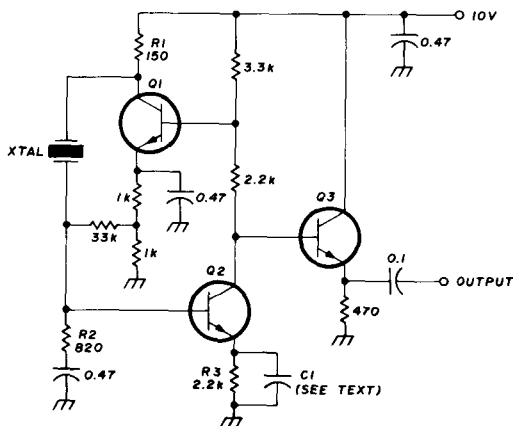 10V
R1
150
0.47
3.3k
Q1
XTAL
1k
0.47
2.2k
33k
Q3
1k
Q2
0.1
OUTPUT
470
R2
820
0.47
R3
2.2k
C1
(SEE TEXT)